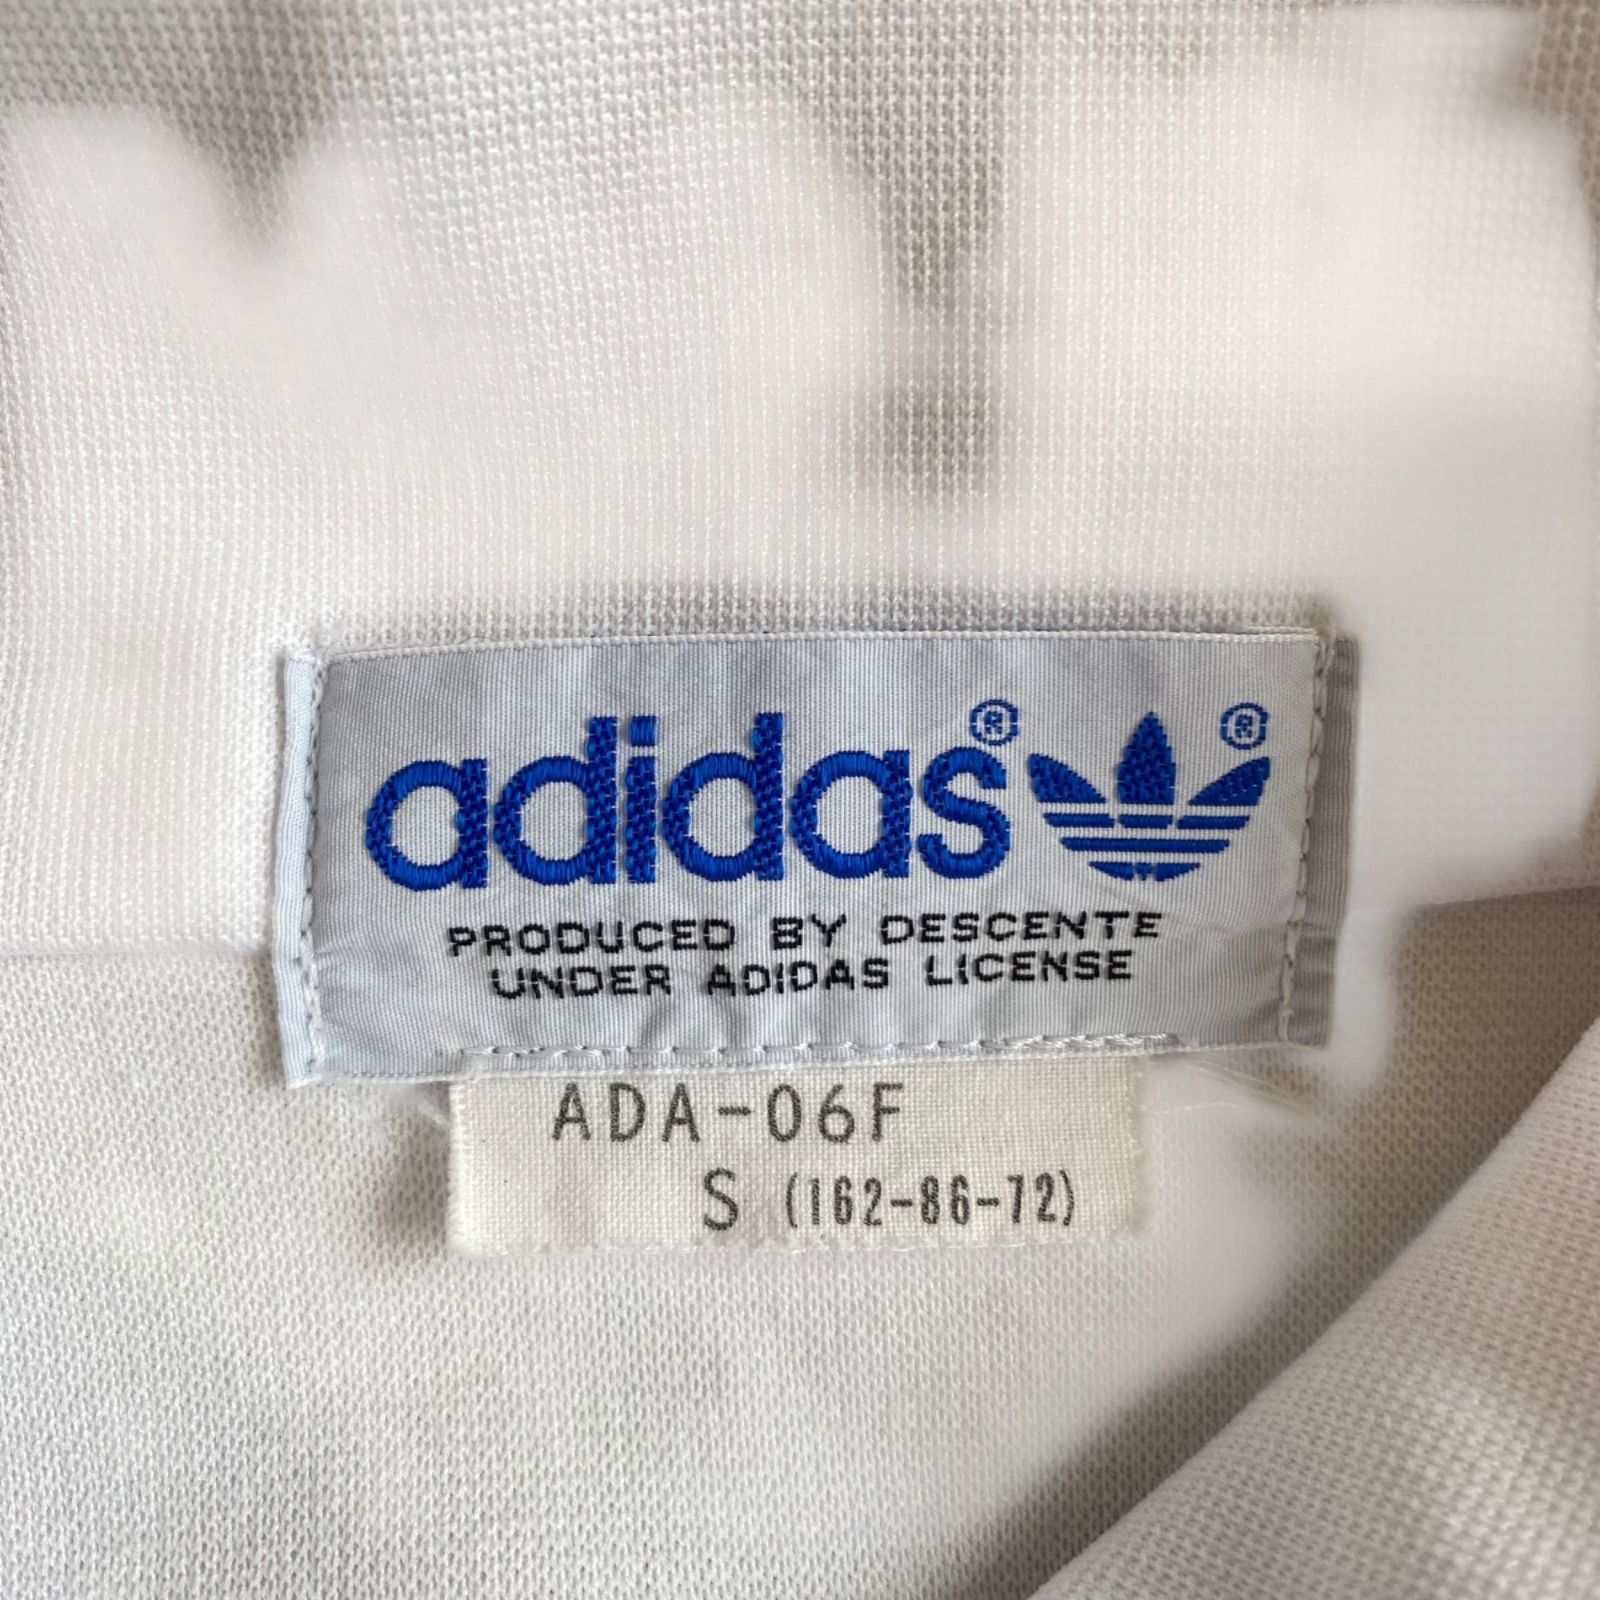 adidas®®
PRODUCED BY DESCENTE
UNDER ADIDAS LICENSE
ADA-06F
S (162-86-72)